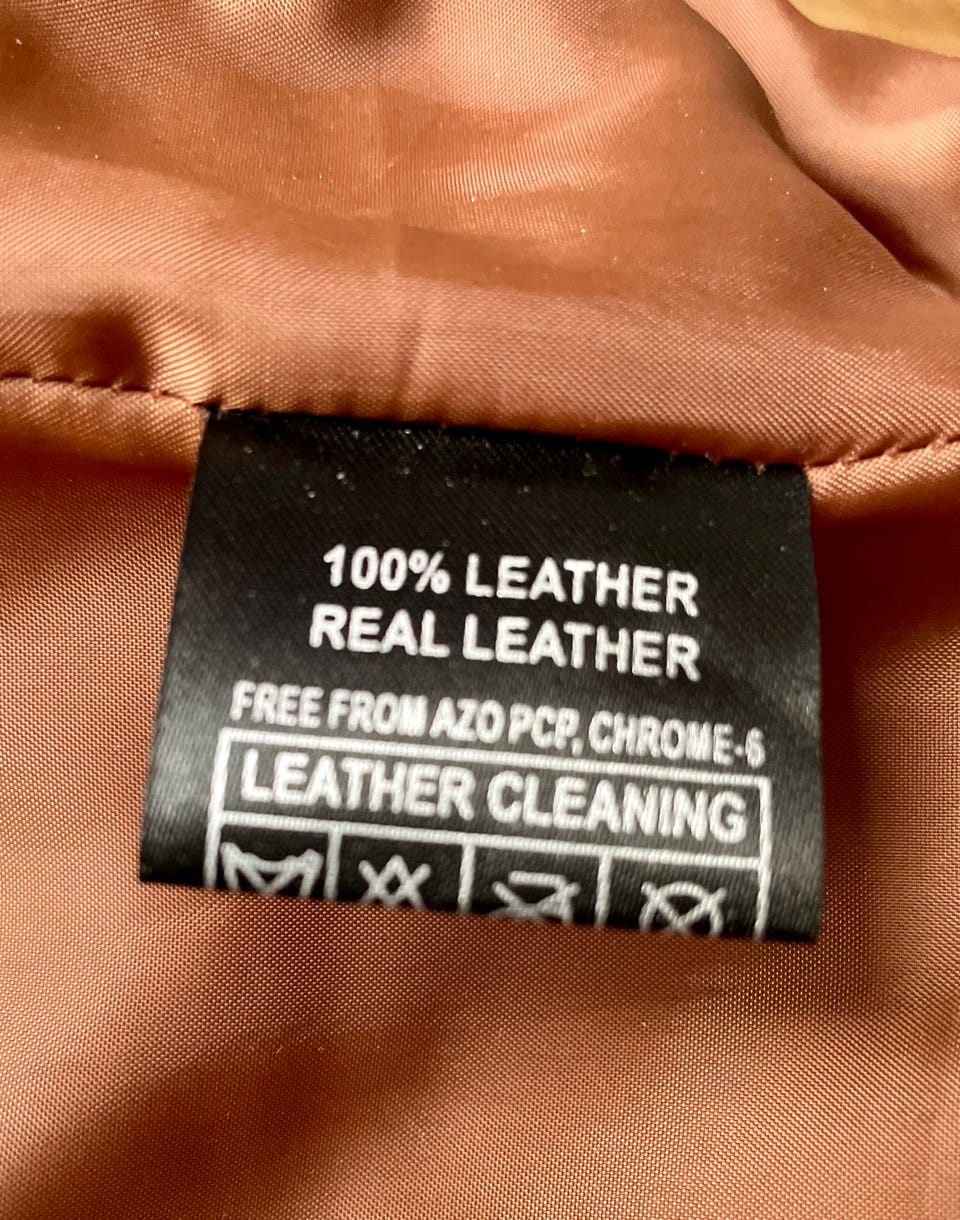 100% LEATHER
REAL LEATHER
FREE FROM AZO PCP, CHROME-6
LEATHER CLEANING